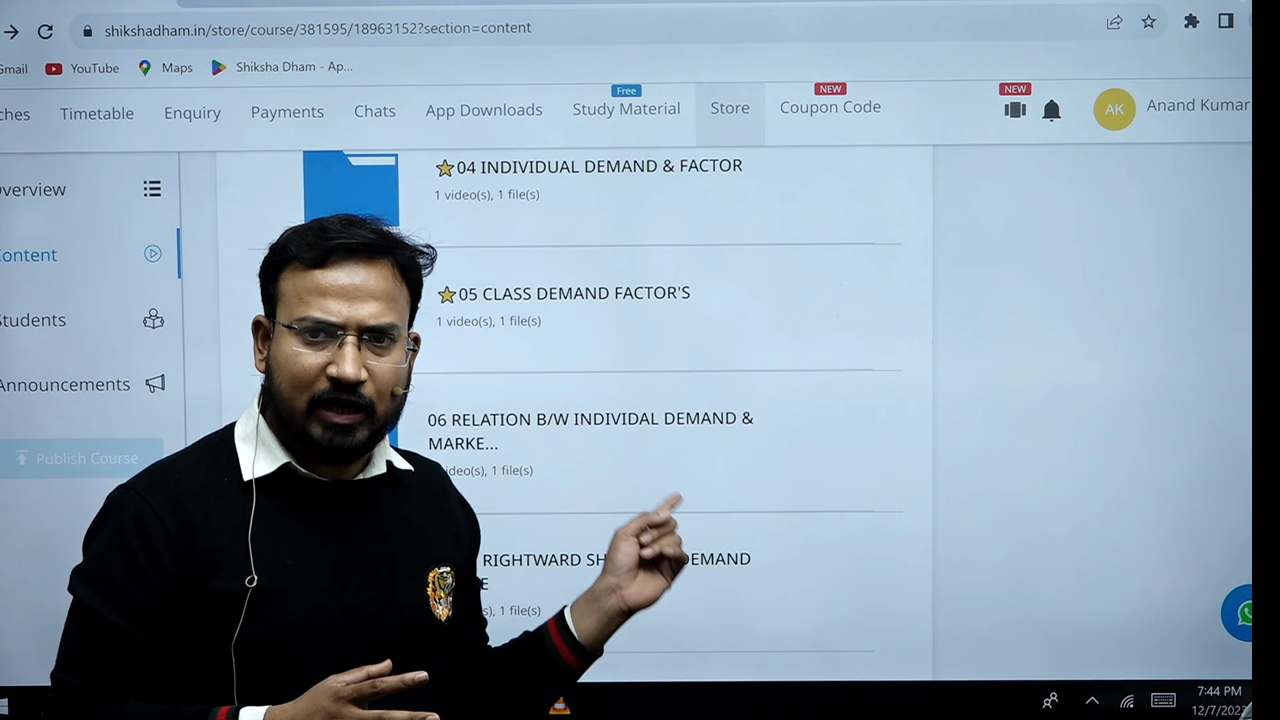 shikshadham.in/store/course/381595/18963152?section=content
Gmail YouTube Maps Shiksha Dham - Ap...
Free NEW NEW
ches Timetable Enquiry Payments Chats App Downloads Study Material Store Coupon Code AK Anand Kumar
Overview
Content
Students
Announcements
Publish Course
04 INDIVIDUAL DEMAND & FACTOR
1 video(s), 1 file(s)
05 CLASS DEMAND FACTOR'S
1 video(s), 1 file(s)
06 RELATION B/W INDIVIDAL DEMAND &
MARKE...
ideo(s), 1 file(s)
RIGHTWARD SH DEMAND
E
s), 1 file(s)
7:44 PM
12/7/202